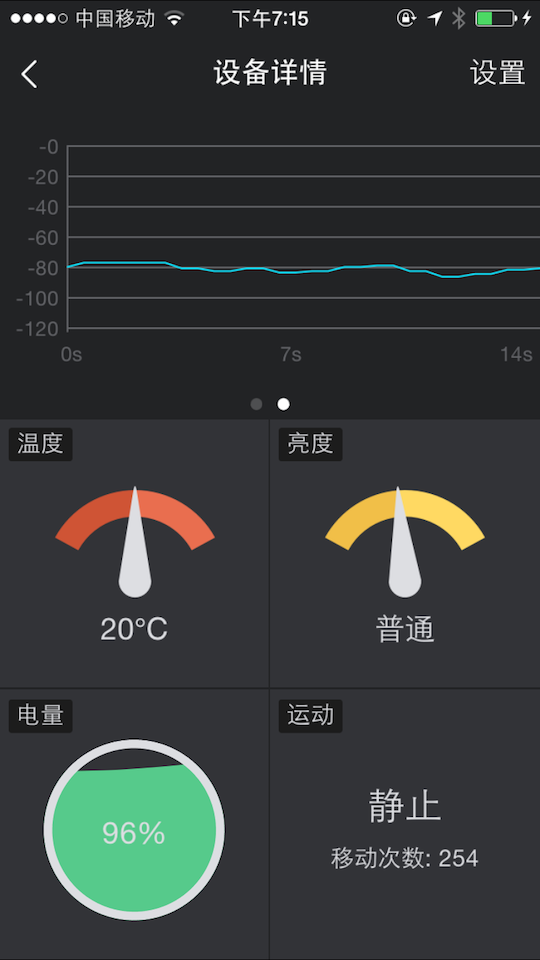 中国移动 下午7:15
设备详情 设置
-0
-20
-40
-60
-80
-100
-120
0s 7s 14s
温度 亮度
20°C 普通
电量 运动
96% 静止
移动次数: 254